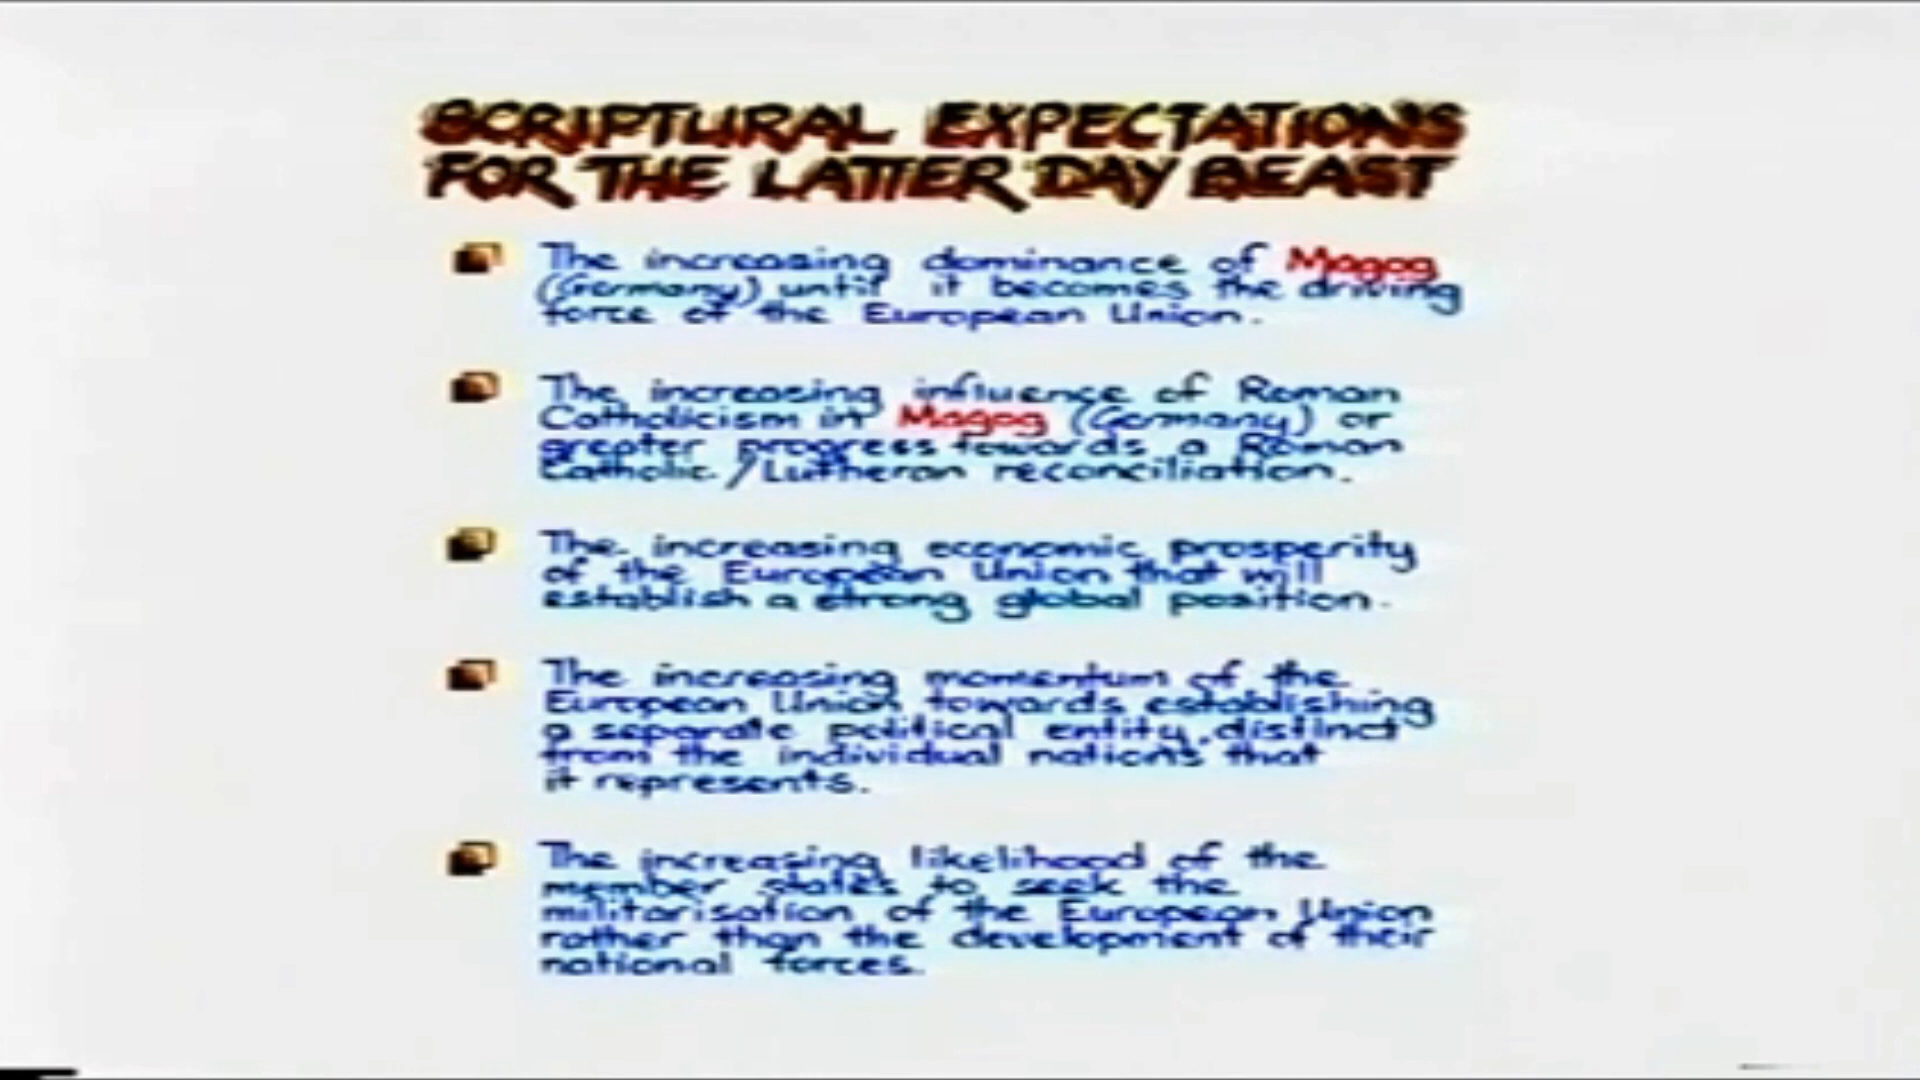 SCRIPTURAL EXPECTATIONS
FOR THE LATTER DAY BEAST
The increasing dominance of Magog
(Germany) until it becomes the driving
force of the European Union.
The increasing influence of Roman
Catholicism in Magog (Germany) or
greater progress towards a Roman
Catholic/Lutheran reconciliation.
The increasing economic prosperity
of the European Union that will
establish a strong global position.
The increasing momentum of the
European Union towards establishing
a separate political entity, distinct
from the individual nations that
it represents.
The increasing likelihood of the
member states to seek the
militarisation of the European Union
rather than the development of their
national forces.